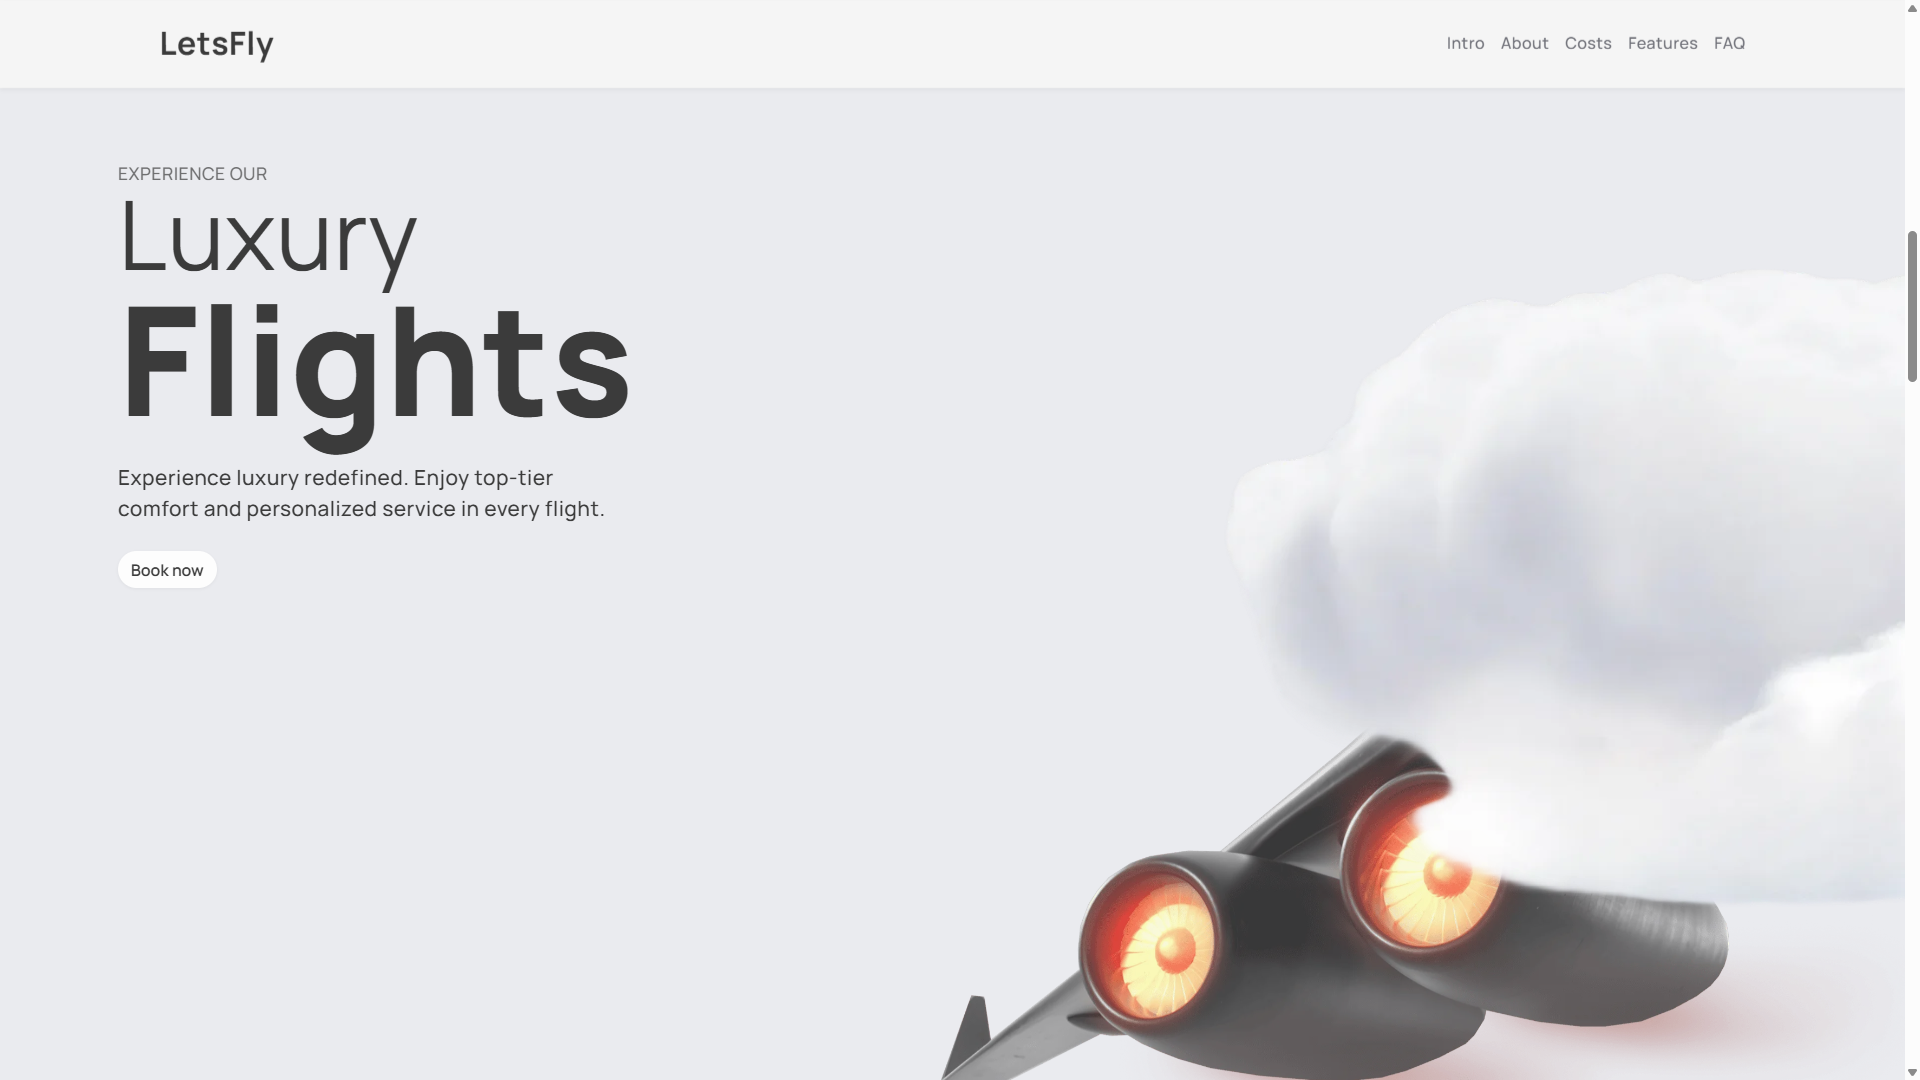 LetsFly
Intro About Costs Features FAQ
EXPERIENCE OUR
Luxury
Flights
Experience luxury redefined. Enjoy top-tier
comfort and personalized service in every flight.
Book now